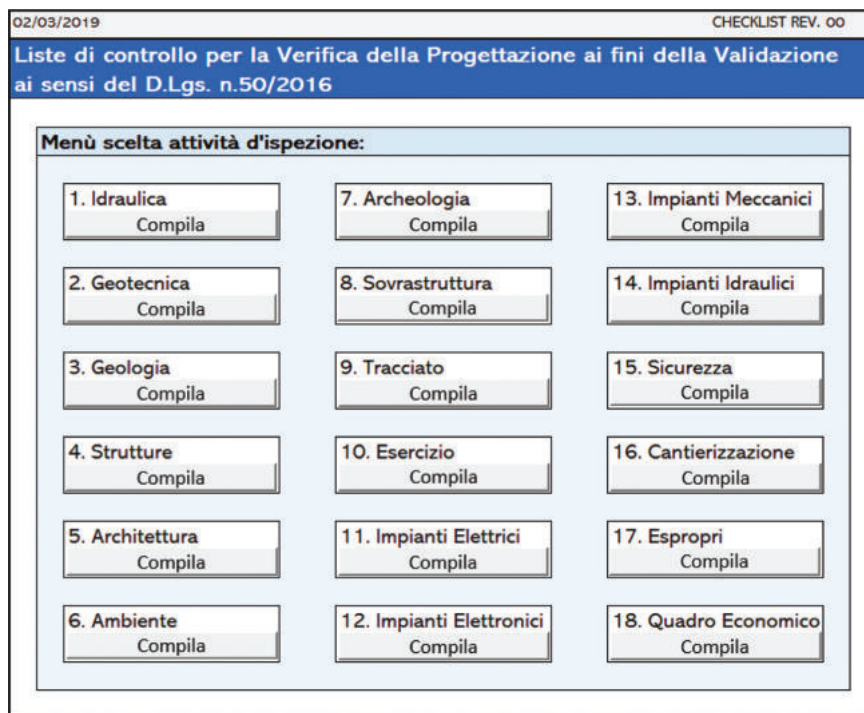 02/03/2019 CHECKLIST REV. 00
Liste di controllo per la Verifica della Progettazione ai fini della Validazione
ai sensi del D.Lgs. n.50/2016
Menù scelta attività d'ispezione:
1. Idraulica
Compila
2. Geotecnica
Compila
3. Geologia
Compila
4. Strutture
Compila
5. Architettura
Compila
6. Ambiente
Compila
7. Archeologia
Compila
8. Sovrastruttura
Compila
9. Tracciato
Compila
10. Esercizio
Compila
11. Impianti Elettrici
Compila
12. Impianti Elettronici
Compila
13. Impianti Meccanici
Compila
14. Impianti Idraulici
Compila
15. Sicurezza
Compila
16. Cantierizzazione
Compila
17. Espropri
Compila
18. Quadro Economico
Compila